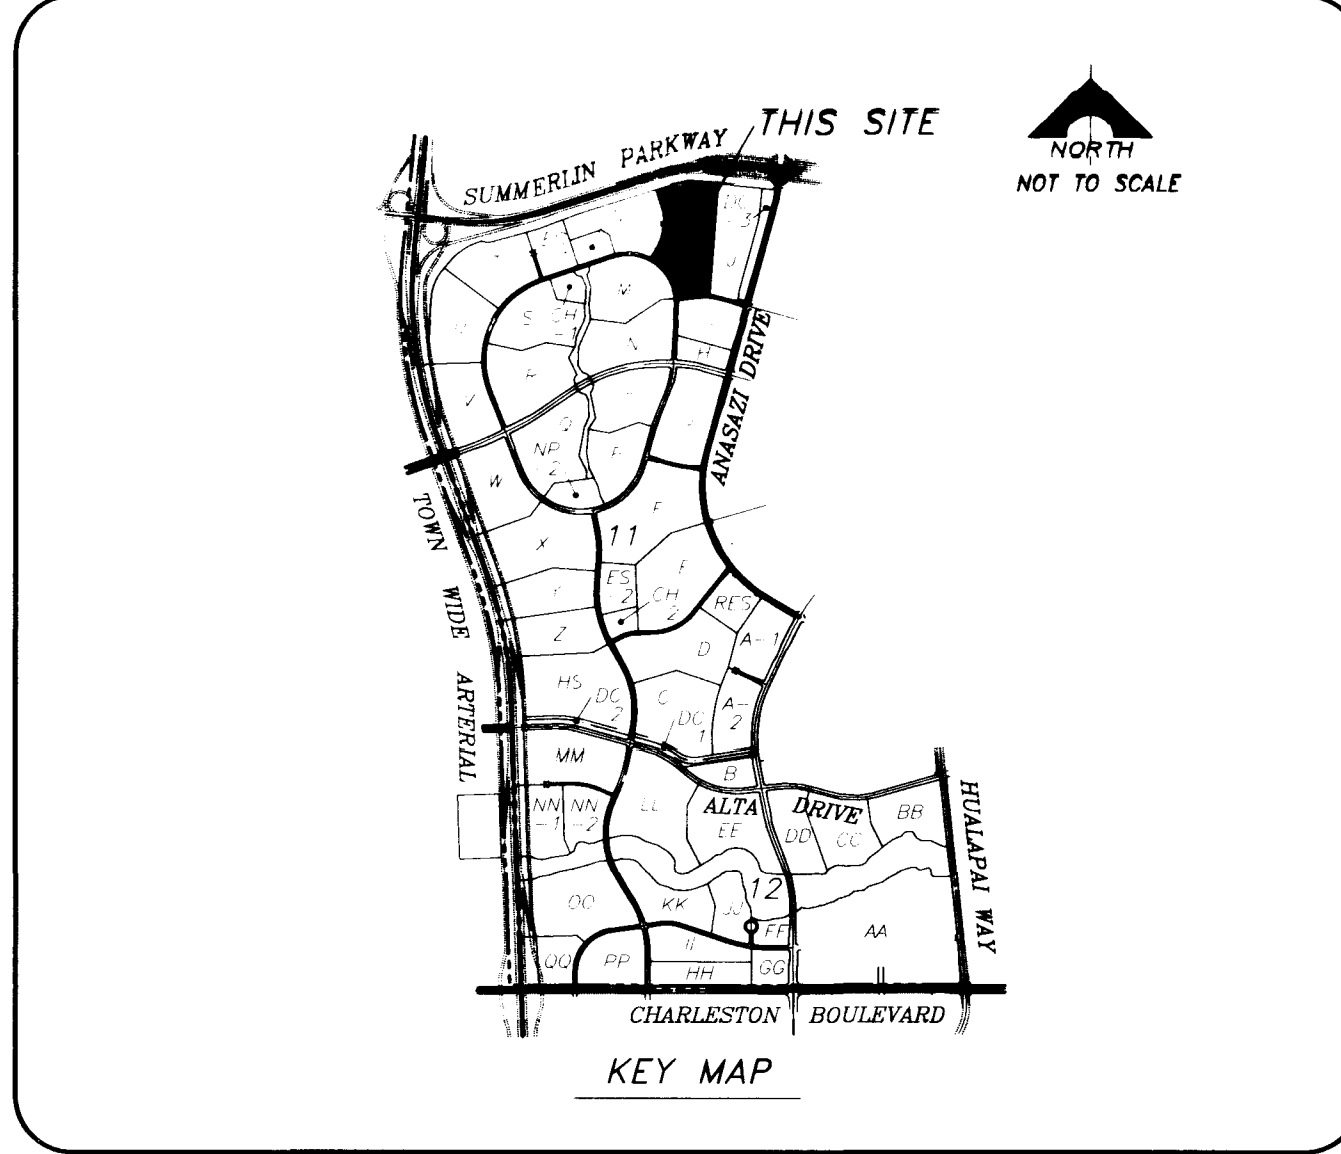 THIS SITE
NORTH
NOT TO SCALE
SUMMERLIN PARKWAY
DC
3
J
M
S
CH
-1
N
H
R
V
Q
NP
2
P
W
ANASAZI DRIVE
TOWN WIDE ARTERIAL
11
X
F
ES
2
CH
2
RES
Z
D
A-1
HS
DC
2
C
DC
1
A-
2
MM
B
NN
-1
NN
-2
LL
ALTA DRIVE
EE
DD
CC
BB
HUALAPAI WAY
12
OO
KK
JJ
FF
AA
II
QQ
PP
HH
GG
CHARLESTON BOULEVARD
KEY MAP